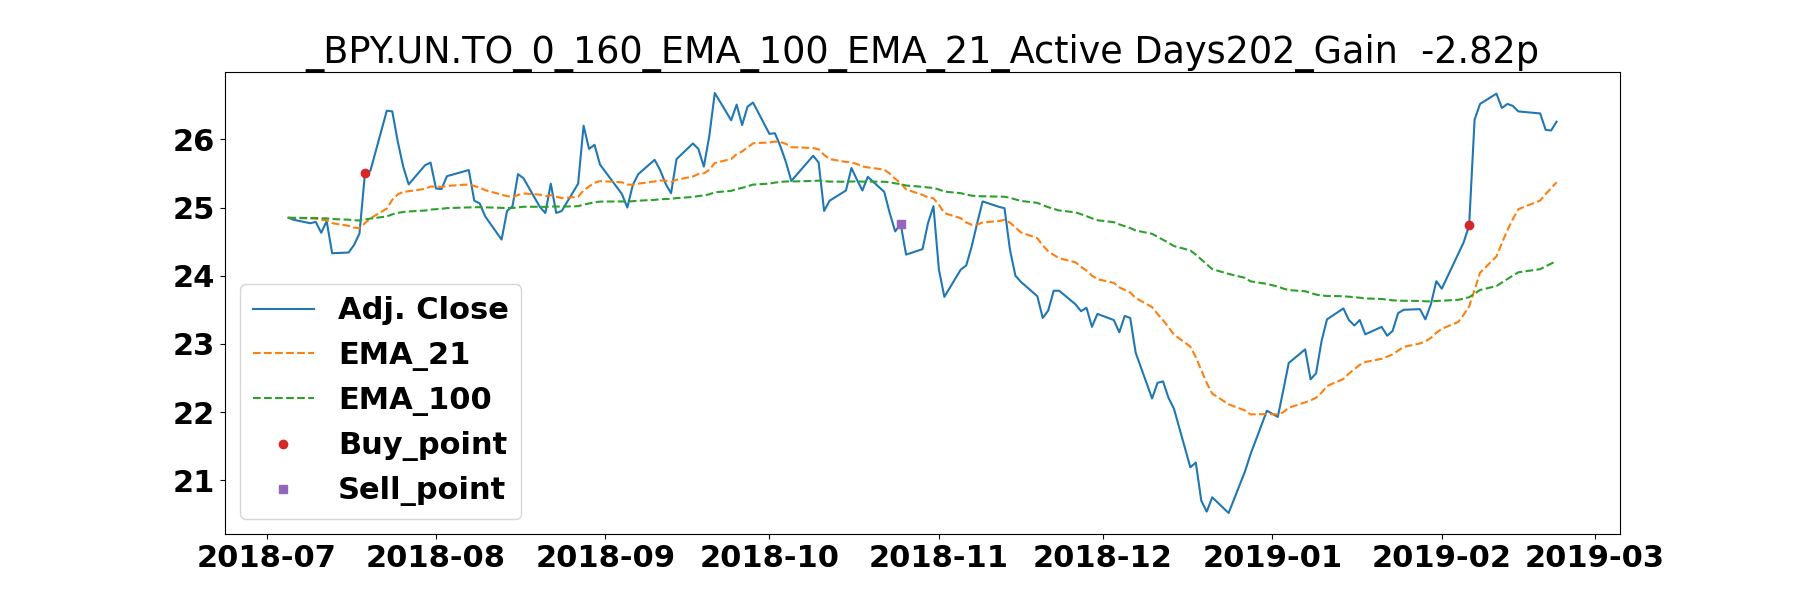 _BPY.UN.TO_0_160_EMA_100_EMA_21_Active Days202_Gain  -2.82p
26
25
24
23
22
21
Adj. Close
EMA_21
EMA_100
Buy_point
Sell_point
2018-07 2018-08 2018-09 2018-10 2018-11 2018-12 2019-01 2019-02 2019-03